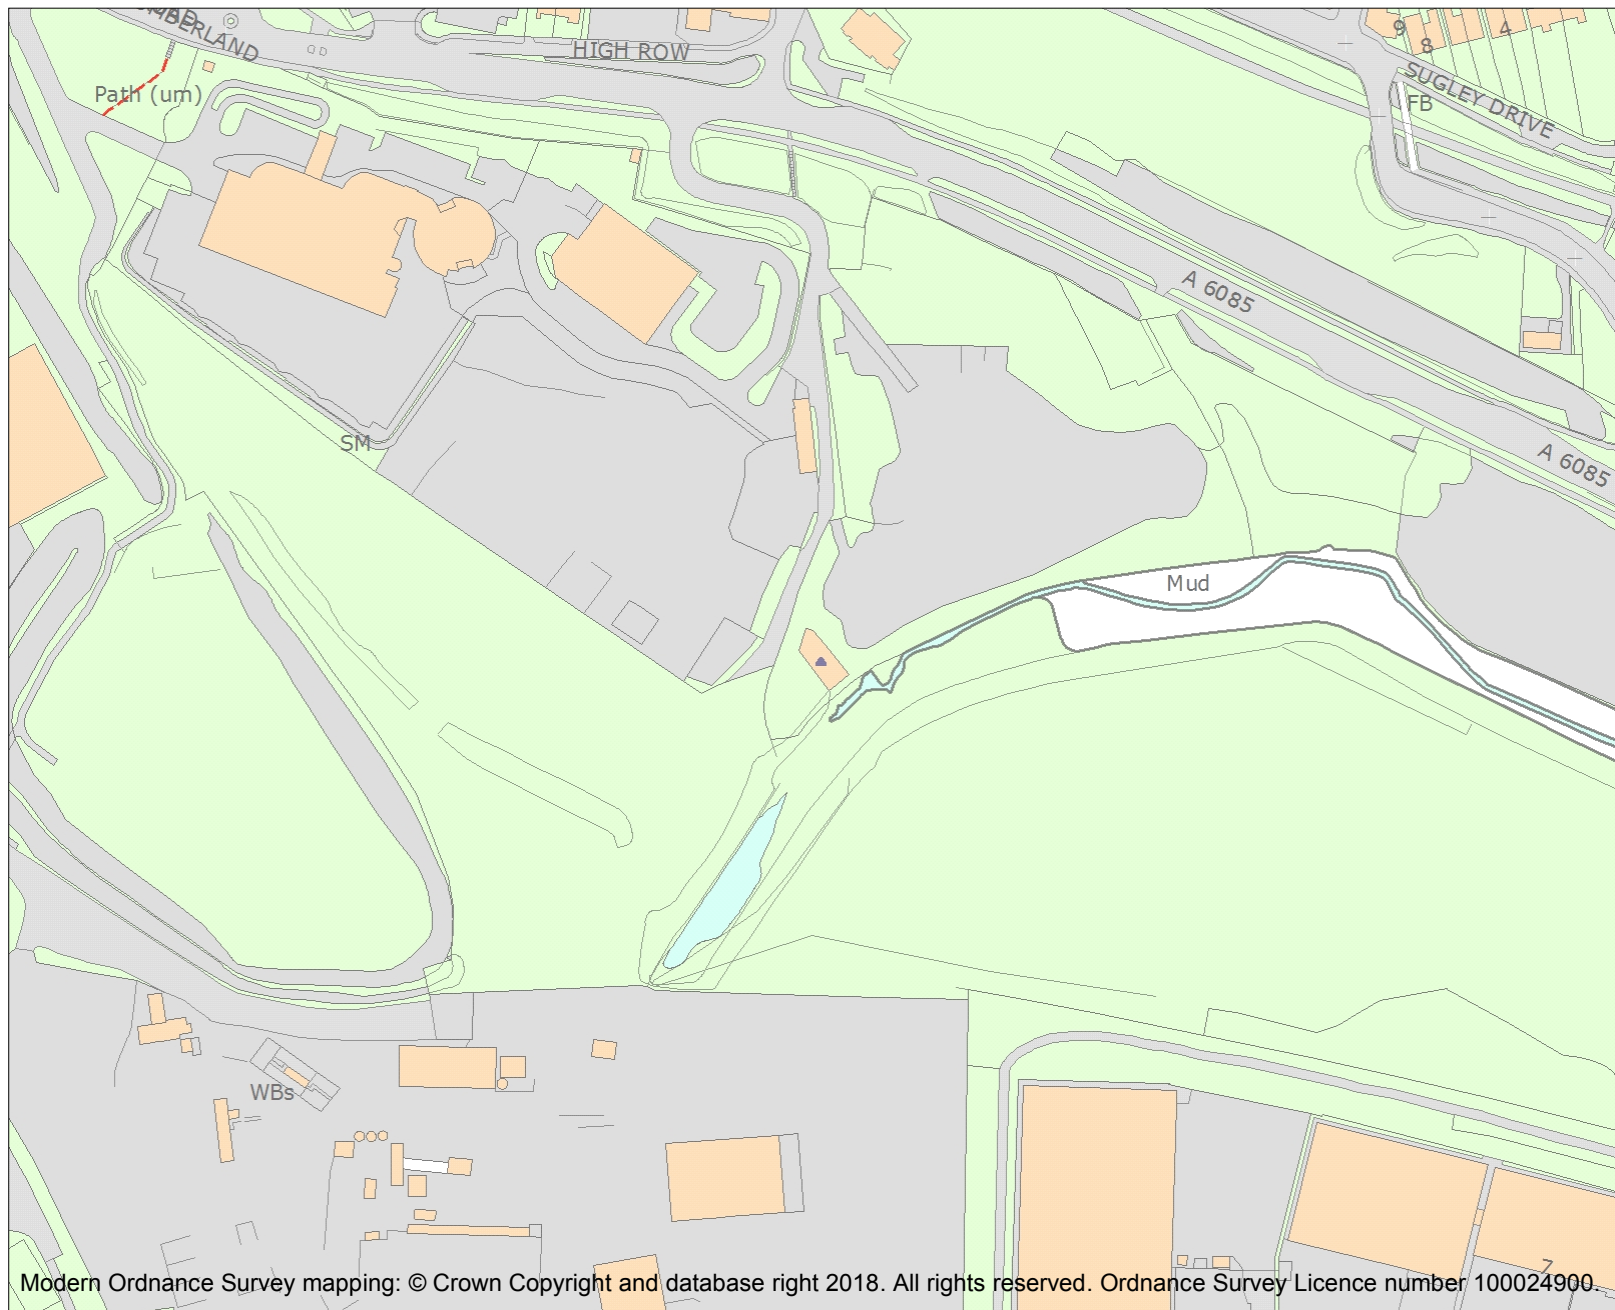 BERLAND
HIGH ROW
9
8
4
SUGLEY DRIVE
FB
Path (um)
A 6085
SM
A 6085
Mud
WBs
7
Modern Ordnance Survey mapping: © Crown Copyright and database right 2018. All rights reserved. Ordnance Survey Licence number 100024900.